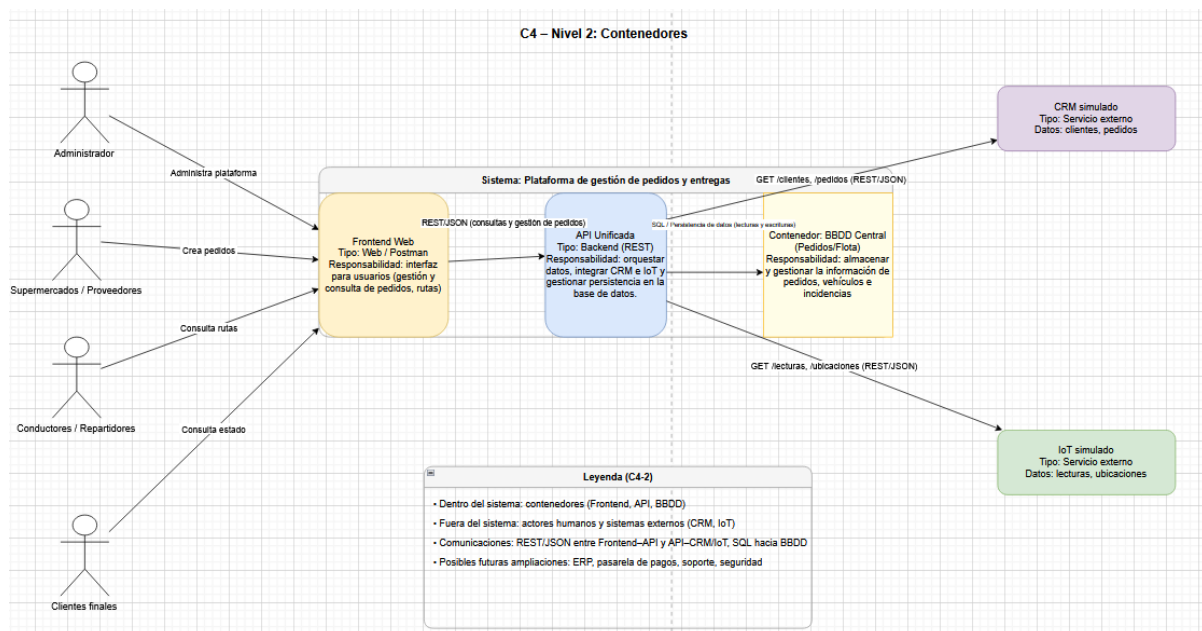 C4 – Nivel 2: Contenedores
CRM simulado
Tipo: Servicio externo
Datos: clientes, pedidos
Administrador
Administra plataforma
Sistema: Plataforma de gestión de pedidos y entregas
GET /clientes, /pedidos (REST/JSON)
Supermercados / Proveedores
Crea pedidos
Frontend Web
Tipo: Web / Postman
Responsabilidad: interfaz
para usuarios (gestión y
consulta de pedidos, rutas)
REST/JSON (consultas y gestión de pedidos)
API Unificada
Tipo: Backend (REST)
Responsabilidad: orquestar
datos, integrar CRM e IoT y
gestionar persistencia en la
base de datos.
SQL / Persistencia de datos (lecturas y escrituras)
Contenedor: BBDD Central
(Pedidos/Flota)
Responsabilidad: almacenar
y gestionar la información de
pedidos, vehículos e
incidencias
Consulta rutas
Conductores / Repartidores
GET /lecturas, /ubicaciones (REST/JSON)
Consulta estado
IoT simulado
Tipo: Servicio externo
Datos: lecturas, ubicaciones
Clientes finales
Leyenda (C4-2)
• Dentro del sistema: contenedores (Frontend, API, BBDD)
• Fuera del sistema: actores humanos y sistemas externos (CRM, IoT)
• Comunicaciones: REST/JSON entre Frontend–API y API–CRM/IoT, SQL hacia BBDD
• Posibles futuras ampliaciones: ERP, pasarela de pagos, soporte, seguridad